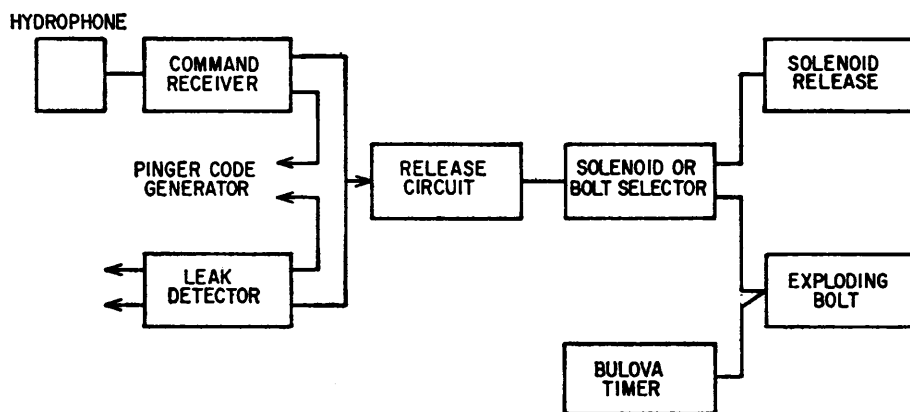 HYDROPHONE
COMMAND
RECEIVER
SOLENOID
RELEASE
PINGER CODE
GENERATOR
RELEASE
CIRCUIT
SOLENOID OR
BOLT SELECTOR
LEAK
DETECTOR
EXPLODING
BOLT
BULOVA
TIMER